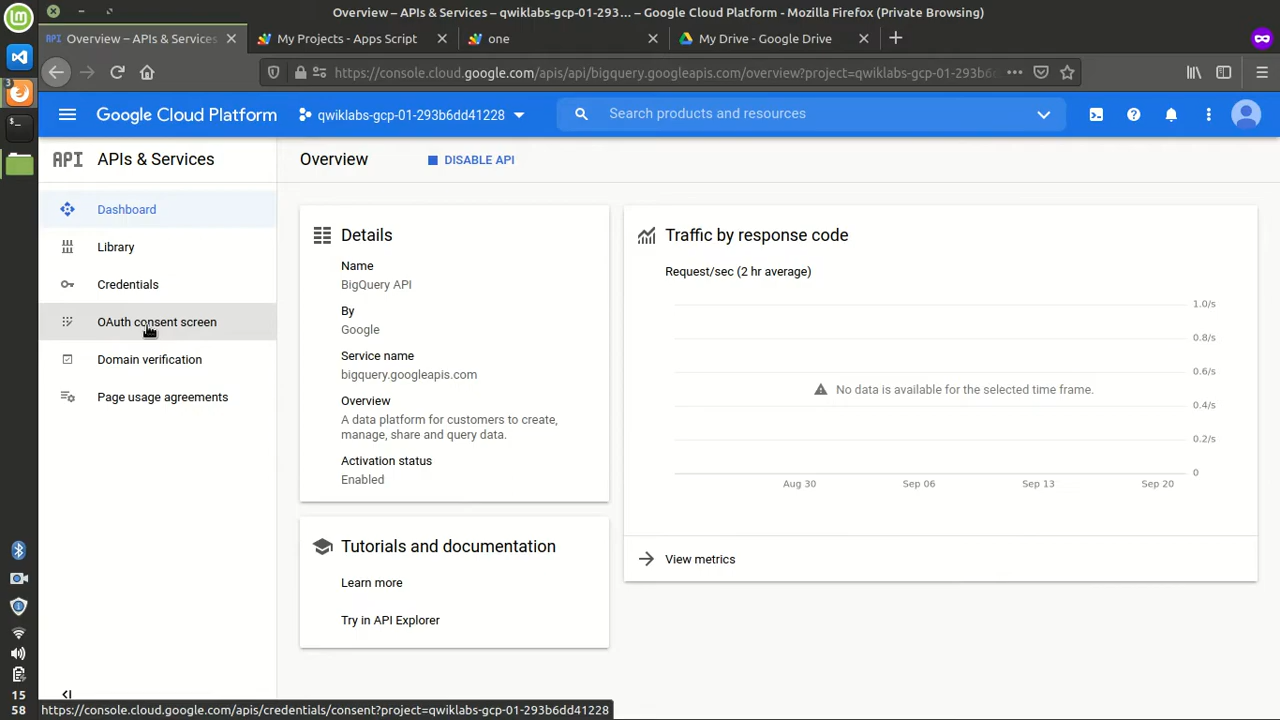 Overview – APIs & Services – qwiklabs-gcp-01-293... – Google Cloud Platform - Mozilla Firefox (Private Browsing)
API Overview – APIs & Services
My Projects - Apps Script
one
My Drive - Google Drive
https://console.cloud.google.com/apis/api/bigquery.googleapis.com/overview?project=qwiklabs-gcp-01-293b6
Google Cloud Platform
qwiklabs-gcp-01-293b6dd41228
Search products and resources
API APIs & Services
Overview
DISABLE API
Dashboard
Library
Credentials
OAuth consent screen
Domain verification
Page usage agreements
Details
Name
BigQuery API
By
Google
Service name
bigquery.googleapis.com
Overview
A data platform for customers to create,
manage, share and query data.
Activation status
Enabled
Tutorials and documentation
Learn more
Try in API Explorer
Traffic by response code
Request/sec (2 hr average)
1.0/s
0.8/s
0.6/s
No data is available for the selected time frame.
0.4/s
0.2/s
0
Aug 30
Sep 06
Sep 13
Sep 20
View metrics
3
$_
15
58
https://console.cloud.google.com/apis/credentials/consent?project=qwiklabs-gcp-01-293b6dd41228